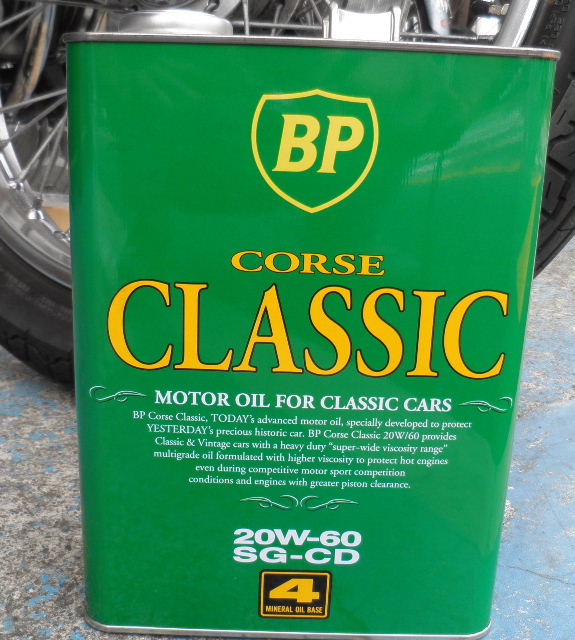 BP
CORSE
CLASSIC
MOTOR OIL FOR CLASSIC CARS
BP Corse Classic, TODAY's advanced motor oil, specially developed to protect
YESTERDAY's precious historic car. BP Corse Classic 20W/60 provides
Classic & Vintage cars with a heavy duty "super-wide viscosity range"
multigrade oil formulated with higher viscosity to protect hot engines
even during competitive motor sport competition
conditions and engines with greater piston clearance.
20W-60
SG-CD
4
MINERAL OIL BASE